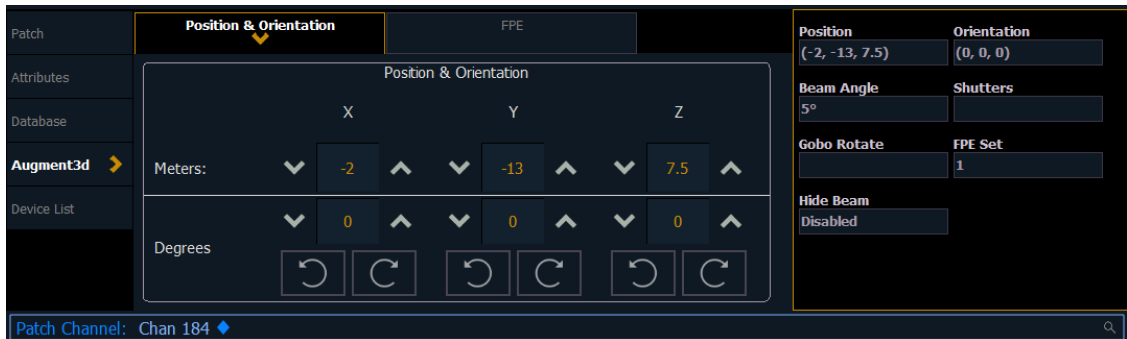 Patch
Attributes
Database
Augment3d
Device List
Position & Orientation
FPE
Position & Orientation
X Y Z
Meters: -2 -13 7.5
Degrees 0 0 0
Position Orientation
(-2, -13, 7.5) (0, 0, 0)
Beam Angle Shutters
5°
Gobo Rotate FPE Set
1
Hide Beam
Disabled
Patch Channel: Chan 184